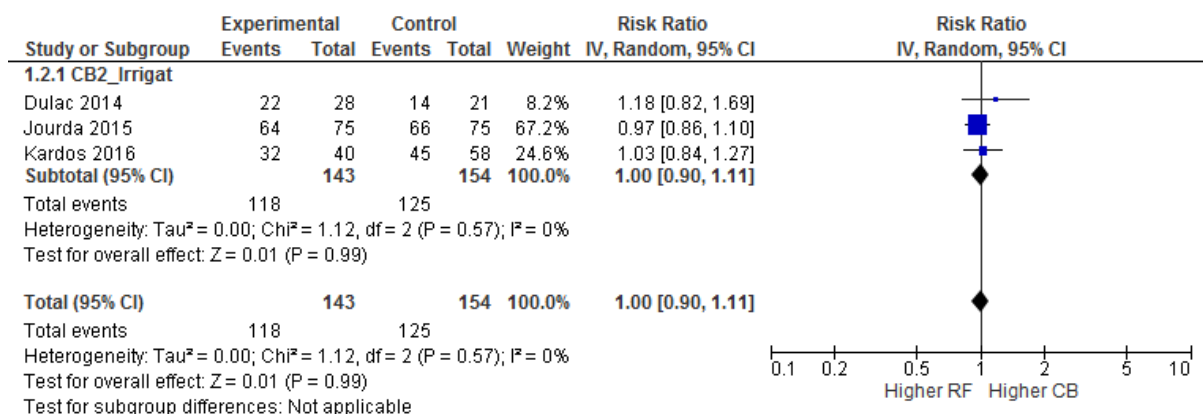 Experimental Control Risk Ratio Risk Ratio
Study or Subgroup Events Total Events Total Weight IV, Random, 95% CI IV, Random, 95% CI
1.2.1 CB2_Irrigat
Dulac 2014 22 28 14 21 8.2% 1.18 [0.82, 1.69]
Jourda 2015 64 75 66 75 67.2% 0.97 [0.86, 1.10]
Kardos 2016 32 40 45 58 24.6% 1.03 [0.84, 1.27]
Subtotal (95% CI) 143 154 100.0% 1.00 [0.90, 1.11]
Total events 118 125
Heterogeneity: Tau² = 0.00; Chi² = 1.12, df = 2 (P = 0.57); I² = 0%
Test for overall effect: Z = 0.01 (P = 0.99)
Total (95% CI) 143 154 100.0% 1.00 [0.90, 1.11]
Total events 118 125
Heterogeneity: Tau² = 0.00; Chi² = 1.12, df = 2 (P = 0.57); I² = 0%
Test for overall effect: Z = 0.01 (P = 0.99)
Test for subgroup differences: Not applicable
0.1 0.2 0.5 1 2 5 10
Higher RF Higher CB